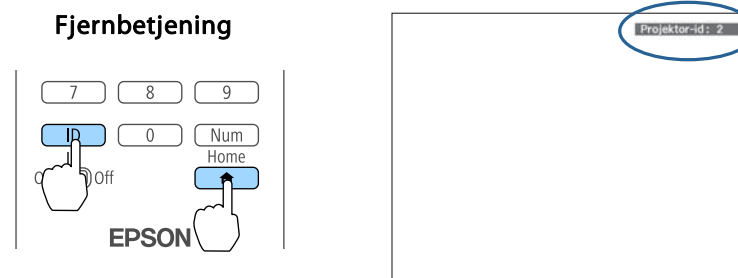 Fjernbetjening
Projektor-id: 2
7 8 9
ID 0 Num
Home
Off
EPSON